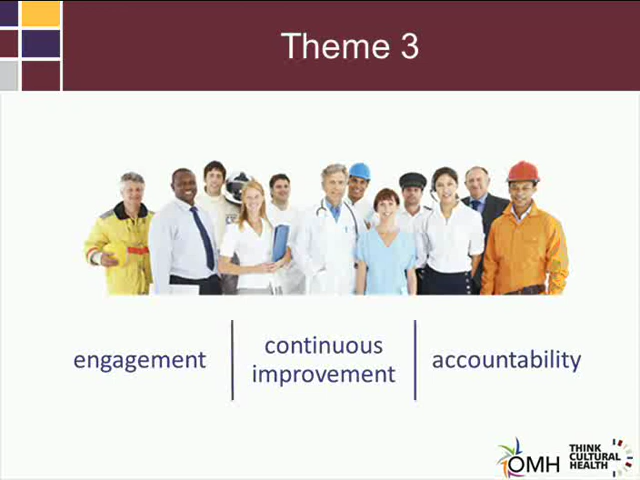 Theme 3
engagement
continuous
improvement
accountability
OMH
THINK
CULTURAL
HEALTH